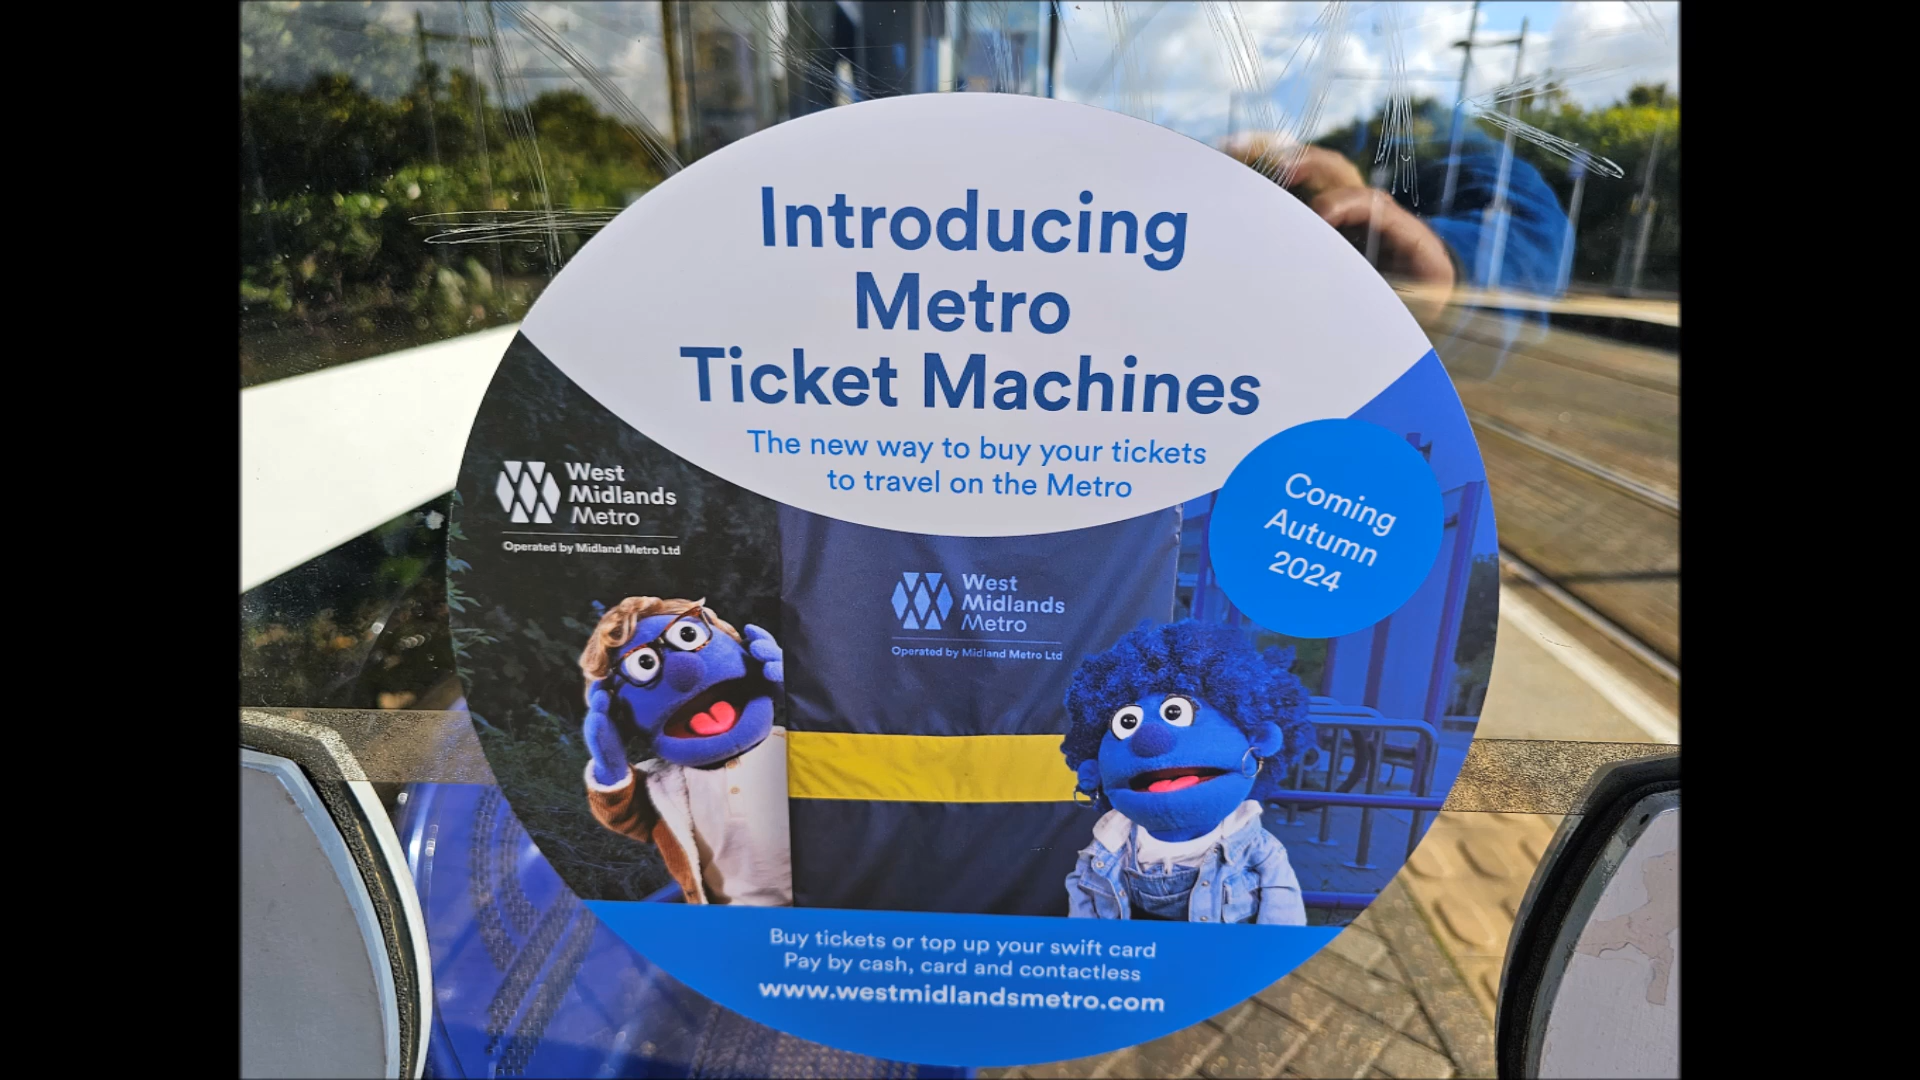 Introducing
Metro
Ticket Machines
The new way to buy your tickets
to travel on the Metro
Coming
Autumn
2024
West
Midlands
Metro
Operated by Midland Metro Ltd
West
Midlands
Metro
Operated by Midland Metro Ltd
Buy tickets or top up your swift card
Pay by cash, card and contactless
www.westmidlandsmetro.com